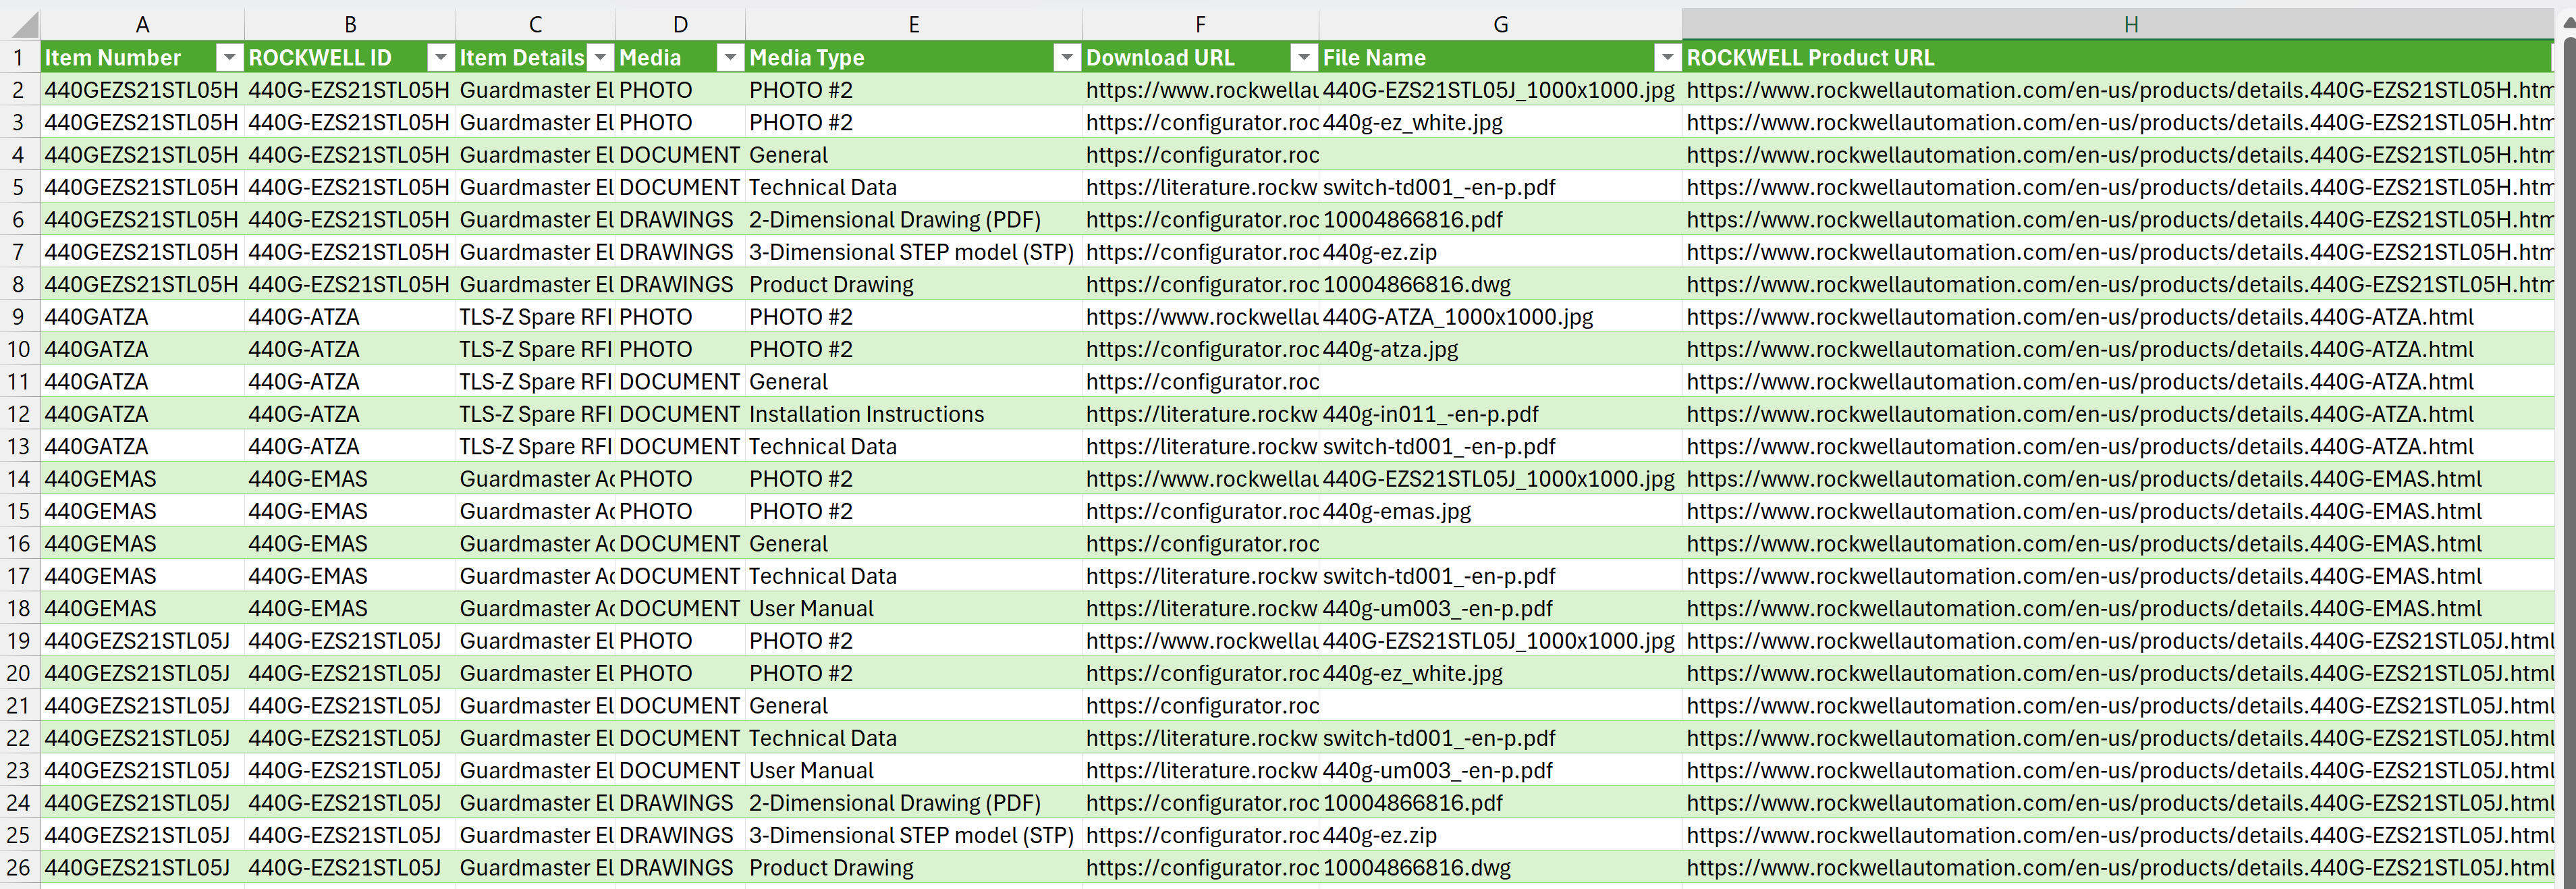 A B C D E F G H
1 Item Number ROCKWELL ID Item Details Media Media Type Download URL File Name ROCKWELL Product URL
2 440GEZS21STL05H 440G-EZS21STL05H Guardmaster El PHOTO PHOTO #2 https://www.rockwellau 440G-EZS21STL05J_1000x1000.jpg https://www.rockwellautomation.com/en-us/products/details.440G-EZS21STL05H.htm
3 440GEZS21STL05H 440G-EZS21STL05H Guardmaster El PHOTO PHOTO #2 https://configurator.roc 440g-ez_white.jpg https://www.rockwellautomation.com/en-us/products/details.440G-EZS21STL05H.htm
4 440GEZS21STL05H 440G-EZS21STL05H Guardmaster El DOCUMENT General https://configurator.roc https://www.rockwellautomation.com/en-us/products/details.440G-EZS21STL05H.htm
5 440GEZS21STL05H 440G-EZS21STL05H Guardmaster El DOCUMENT Technical Data https://literature.rockw switch-td001_-en-p.pdf https://www.rockwellautomation.com/en-us/products/details.440G-EZS21STL05H.htm
6 440GEZS21STL05H 440G-EZS21STL05H Guardmaster El DRAWINGS 2-Dimensional Drawing (PDF) https://configurator.roc 10004866816.pdf https://www.rockwellautomation.com/en-us/products/details.440G-EZS21STL05H.htm
7 440GEZS21STL05H 440G-EZS21STL05H Guardmaster El DRAWINGS 3-Dimensional STEP model (STP) https://configurator.roc 440g-ez.zip https://www.rockwellautomation.com/en-us/products/details.440G-EZS21STL05H.htm
8 440GEZS21STL05H 440G-EZS21STL05H Guardmaster El DRAWINGS Product Drawing https://configurator.roc 10004866816.dwg https://www.rockwellautomation.com/en-us/products/details.440G-EZS21STL05H.htm
9 440GATZA 440G-ATZA TLS-Z Spare RFI PHOTO PHOTO #2 https://www.rockwellau 440G-ATZA_1000x1000.jpg https://www.rockwellautomation.com/en-us/products/details.440G-ATZA.html
10 440GATZA 440G-ATZA TLS-Z Spare RFI PHOTO PHOTO #2 https://configurator.roc 440g-atza.jpg https://www.rockwellautomation.com/en-us/products/details.440G-ATZA.html
11 440GATZA 440G-ATZA TLS-Z Spare RFI DOCUMENT General https://configurator.roc https://www.rockwellautomation.com/en-us/products/details.440G-ATZA.html
12 440GATZA 440G-ATZA TLS-Z Spare RFI DOCUMENT Installation Instructions https://literature.rockw 440g-in011_-en-p.pdf https://www.rockwellautomation.com/en-us/products/details.440G-ATZA.html
13 440GATZA 440G-ATZA TLS-Z Spare RFI DOCUMENT Technical Data https://literature.rockw switch-td001_-en-p.pdf https://www.rockwellautomation.com/en-us/products/details.440G-ATZA.html
14 440GEMAS 440G-EMAS Guardmaster Ac PHOTO PHOTO #2 https://www.rockwellau 440G-EZS21STL05J_1000x1000.jpg https://www.rockwellautomation.com/en-us/products/details.440G-EMAS.html
15 440GEMAS 440G-EMAS Guardmaster Ac PHOTO PHOTO #2 https://configurator.roc 440g-emas.jpg https://www.rockwellautomation.com/en-us/products/details.440G-EMAS.html
16 440GEMAS 440G-EMAS Guardmaster Ac DOCUMENT General https://configurator.roc https://www.rockwellautomation.com/en-us/products/details.440G-EMAS.html
17 440GEMAS 440G-EMAS Guardmaster Ac DOCUMENT Technical Data https://literature.rockw switch-td001_-en-p.pdf https://www.rockwellautomation.com/en-us/products/details.440G-EMAS.html
18 440GEMAS 440G-EMAS Guardmaster Ac DOCUMENT User Manual https://literature.rockw 440g-um003_-en-p.pdf https://www.rockwellautomation.com/en-us/products/details.440G-EMAS.html
19 440GEZS21STL05J 440G-EZS21STL05J Guardmaster El PHOTO PHOTO #2 https://www.rockwellau 440G-EZS21STL05J_1000x1000.jpg https://www.rockwellautomation.com/en-us/products/details.440G-EZS21STL05J.html
20 440GEZS21STL05J 440G-EZS21STL05J Guardmaster El PHOTO PHOTO #2 https://configurator.roc 440g-ez_white.jpg https://www.rockwellautomation.com/en-us/products/details.440G-EZS21STL05J.html
21 440GEZS21STL05J 440G-EZS21STL05J Guardmaster El DOCUMENT General https://configurator.roc https://www.rockwellautomation.com/en-us/products/details.440G-EZS21STL05J.html
22 440GEZS21STL05J 440G-EZS21STL05J Guardmaster El DOCUMENT Technical Data https://literature.rockw switch-td001_-en-p.pdf https://www.rockwellautomation.com/en-us/products/details.440G-EZS21STL05J.html
23 440GEZS21STL05J 440G-EZS21STL05J Guardmaster El DOCUMENT User Manual https://literature.rockw 440g-um003_-en-p.pdf https://www.rockwellautomation.com/en-us/products/details.440G-EZS21STL05J.html
24 440GEZS21STL05J 440G-EZS21STL05J Guardmaster El DRAWINGS 2-Dimensional Drawing (PDF) https://configurator.roc 10004866816.pdf https://www.rockwellautomation.com/en-us/products/details.440G-EZS21STL05J.html
25 440GEZS21STL05J 440G-EZS21STL05J Guardmaster El DRAWINGS 3-Dimensional STEP model (STP) https://configurator.roc 440g-ez.zip https://www.rockwellautomation.com/en-us/products/details.440G-EZS21STL05J.html
26 440GEZS21STL05J 440G-EZS21STL05J Guardmaster El DRAWINGS Product Drawing https://configurator.roc 10004866816.dwg https://www.rockwellautomation.com/en-us/products/details.440G-EZS21STL05J.html